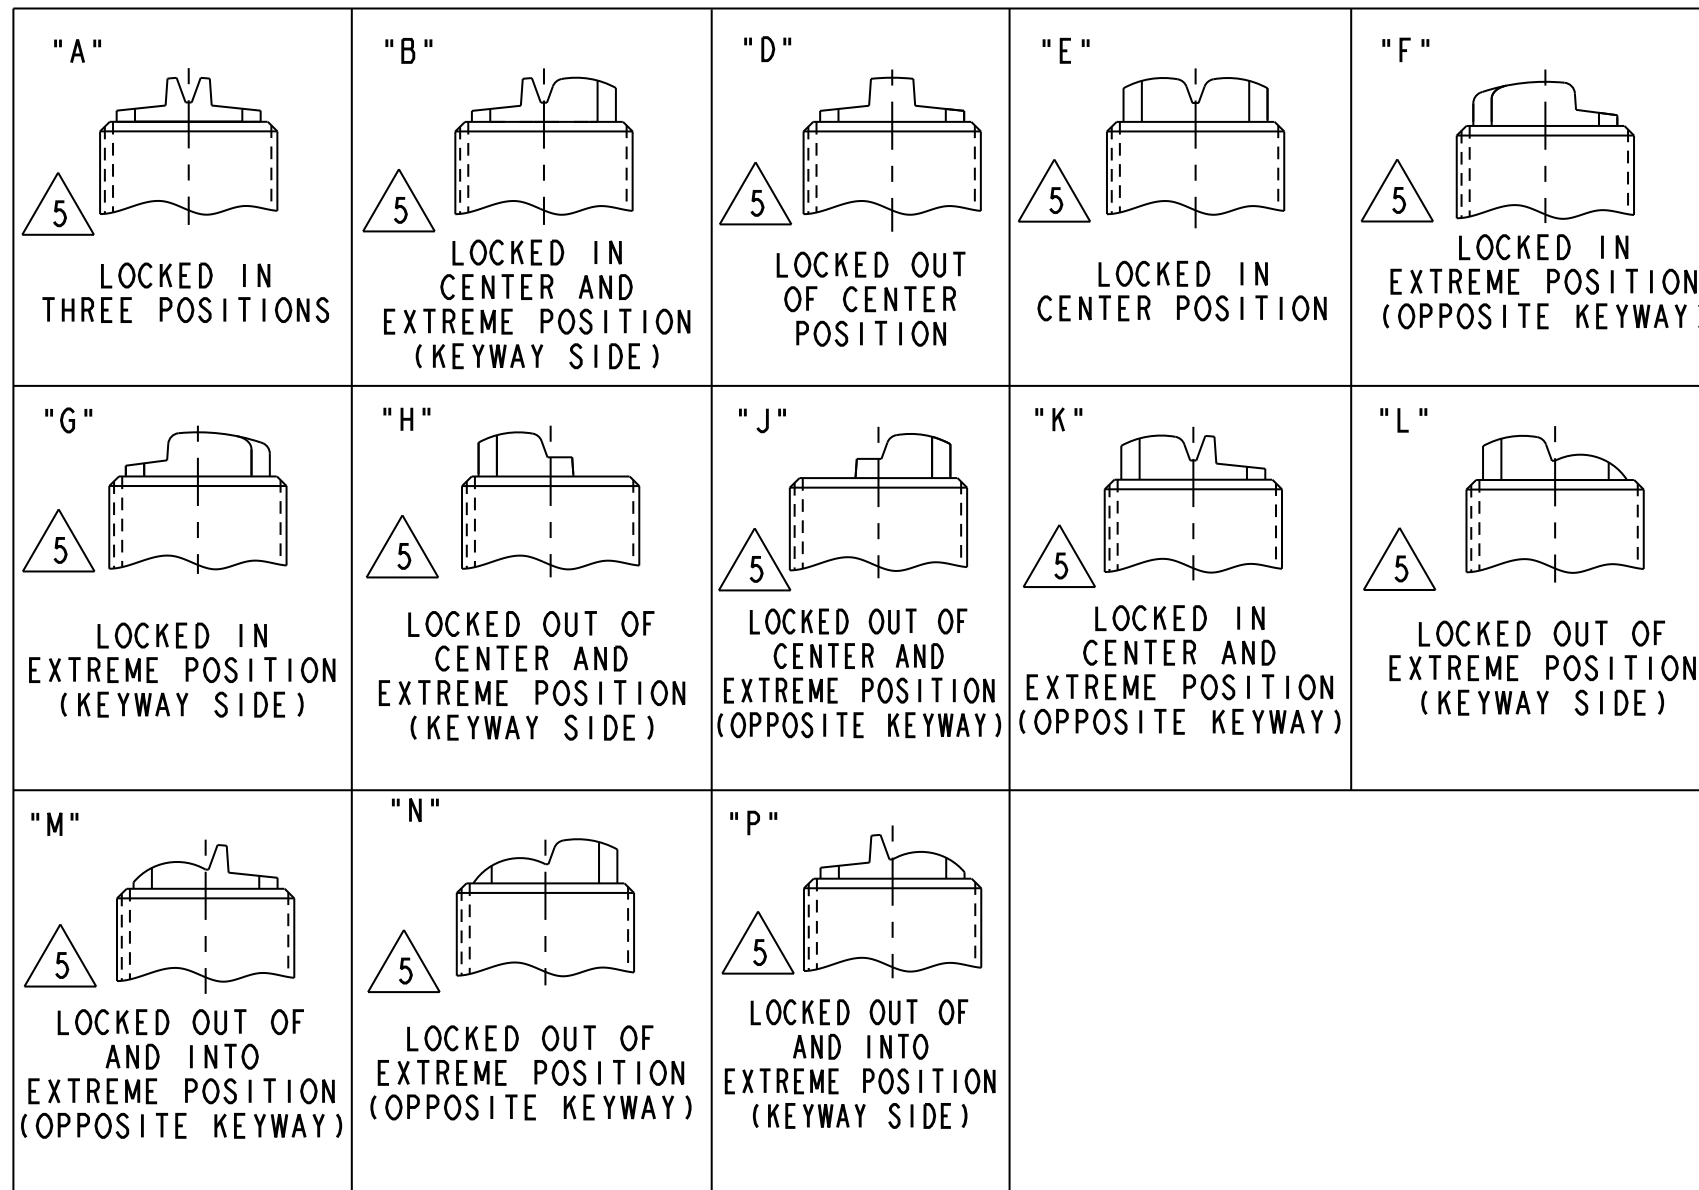 "A"
5
LOCKED IN
THREE POSITIONS
"B"
5
LOCKED IN
CENTER AND
EXTREME POSITION
(KEYWAY SIDE)
"D"
5
LOCKED OUT
OF CENTER
POSITION
"E"
5
LOCKED IN
CENTER POSITION
"F"
5
LOCKED IN
EXTREME POSITION
(OPPOSITE KEYWAY)
"G"
5
LOCKED IN
EXTREME POSITION
(KEYWAY SIDE)
"H"
5
LOCKED OUT OF
CENTER AND
EXTREME POSITION
(KEYWAY SIDE)
"J"
5
LOCKED OUT OF
CENTER AND
EXTREME POSITION
(OPPOSITE KEYWAY)
"K"
5
LOCKED IN
CENTER AND
EXTREME POSITION
(OPPOSITE KEYWAY)
"L"
5
LOCKED OUT OF
EXTREME POSITION
(KEYWAY SIDE)
"M"
5
LOCKED OUT OF
AND INTO
EXTREME POSITION
(OPPOSITE KEYWAY)
"N"
5
LOCKED OUT OF
EXTREME POSITION
(OPPOSITE KEYWAY)
"P"
5
LOCKED OUT OF
AND INTO
EXTREME POSITION
(KEYWAY SIDE)